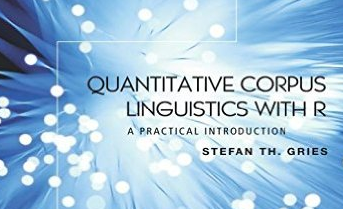 QUANTITATIVE CORPUS
LINGUISTICS WITH R
A PRACTICAL INTRODUCTION
STEFAN TH. GRIES